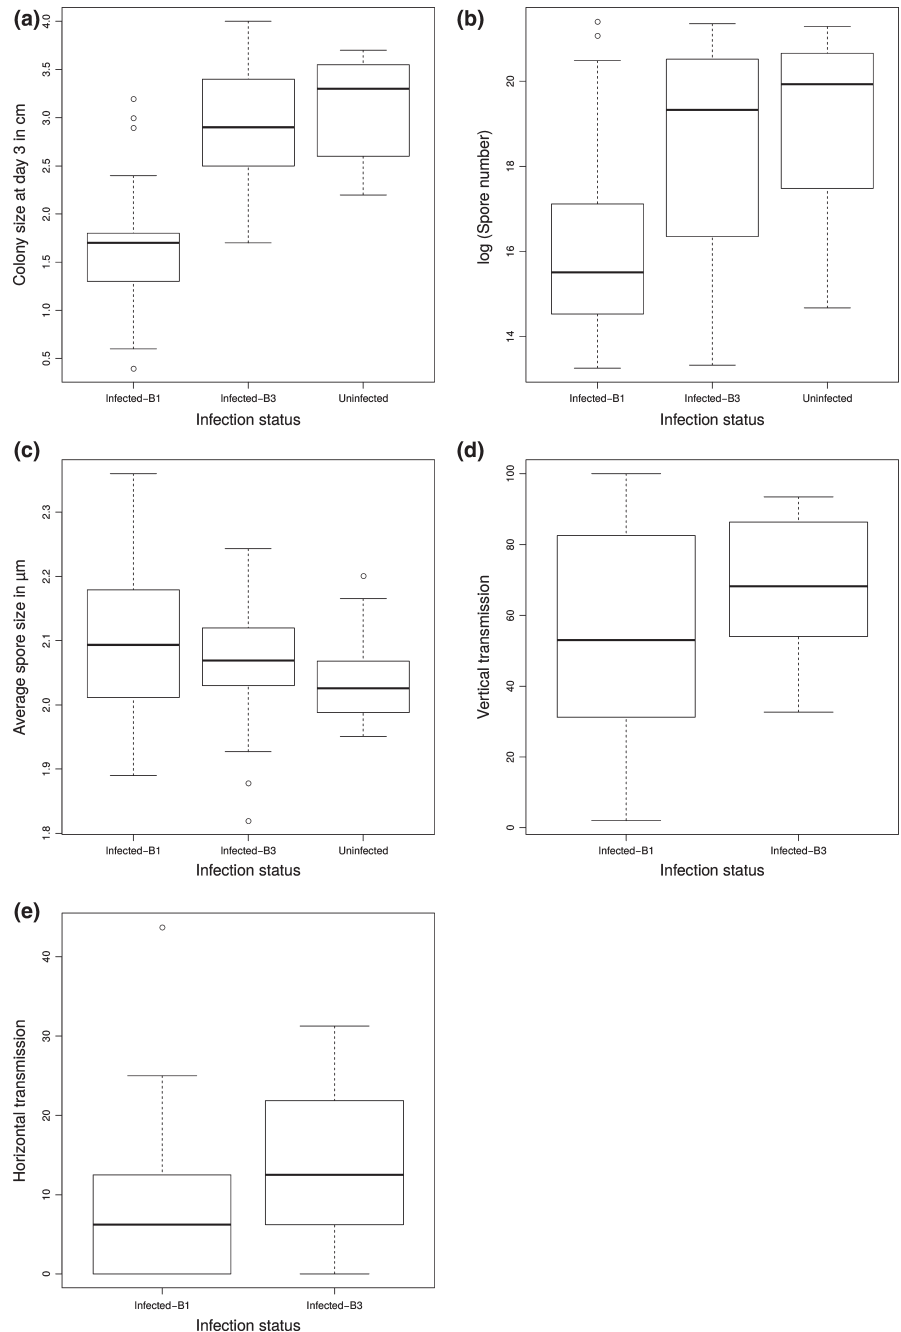 (a)
Colony size at day 3 in cm
4.0
3.5
3.0
2.5
2.0
1.5
1.0
0.5
Infected−B1 Infected−B3 Uninfected
Infection status
(b)
log (Spore number)
20
18
16
14
Infected−B1 Infected−B3 Uninfected
Infection status
(c)
Average spore size in µm
2.3
2.2
2.1
2.0
1.9
1.8
Infected−B1 Infected−B3 Uninfected
Infection status
(d)
Vertical transmission
100
80
60
40
20
0
Infected−B1 Infected−B3
Infection status
(e)
Horizontal transmission
40
30
20
10
0
Infected−B1 Infected−B3
Infection status